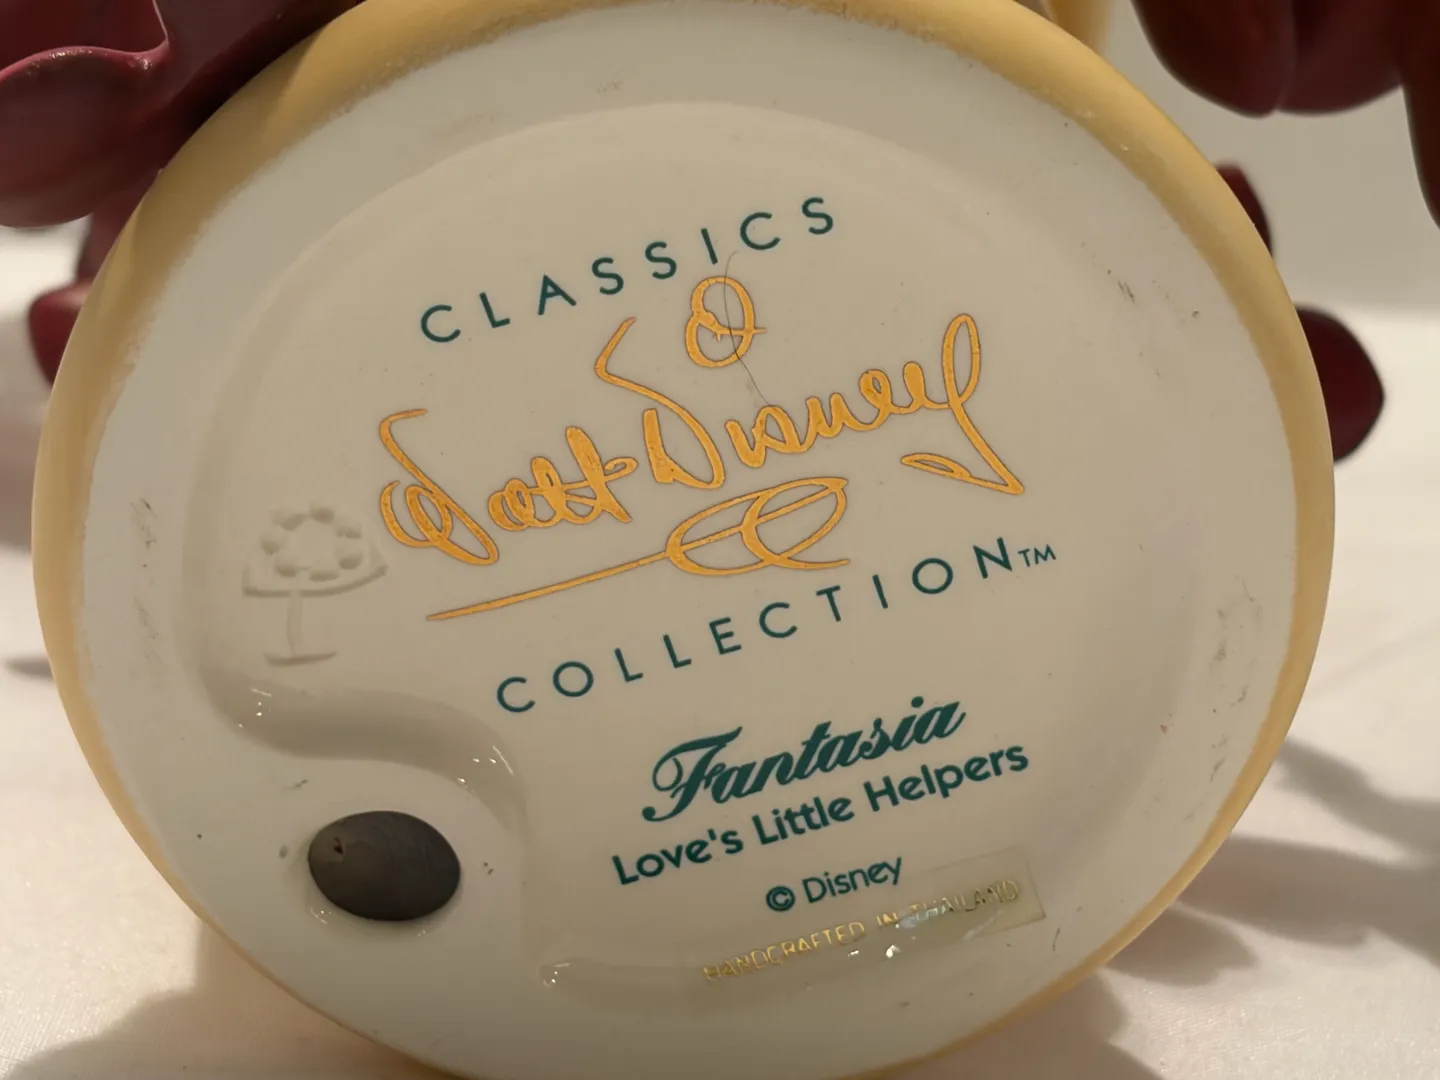 CLASSICS
Walt Disney
COLLECTION™
Fantasia
Love's Little Helpers
© Disney
HANDCRAFTED IN THAILAND